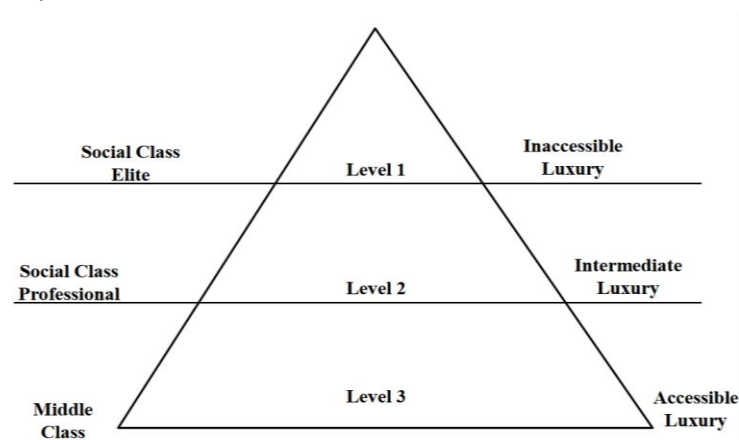 Social Class
Elite
Level 1
Inaccessible
Luxury
Social Class
Professional
Level 2
Intermediate
Luxury
Middle
Class
Level 3
Accessible
Luxury